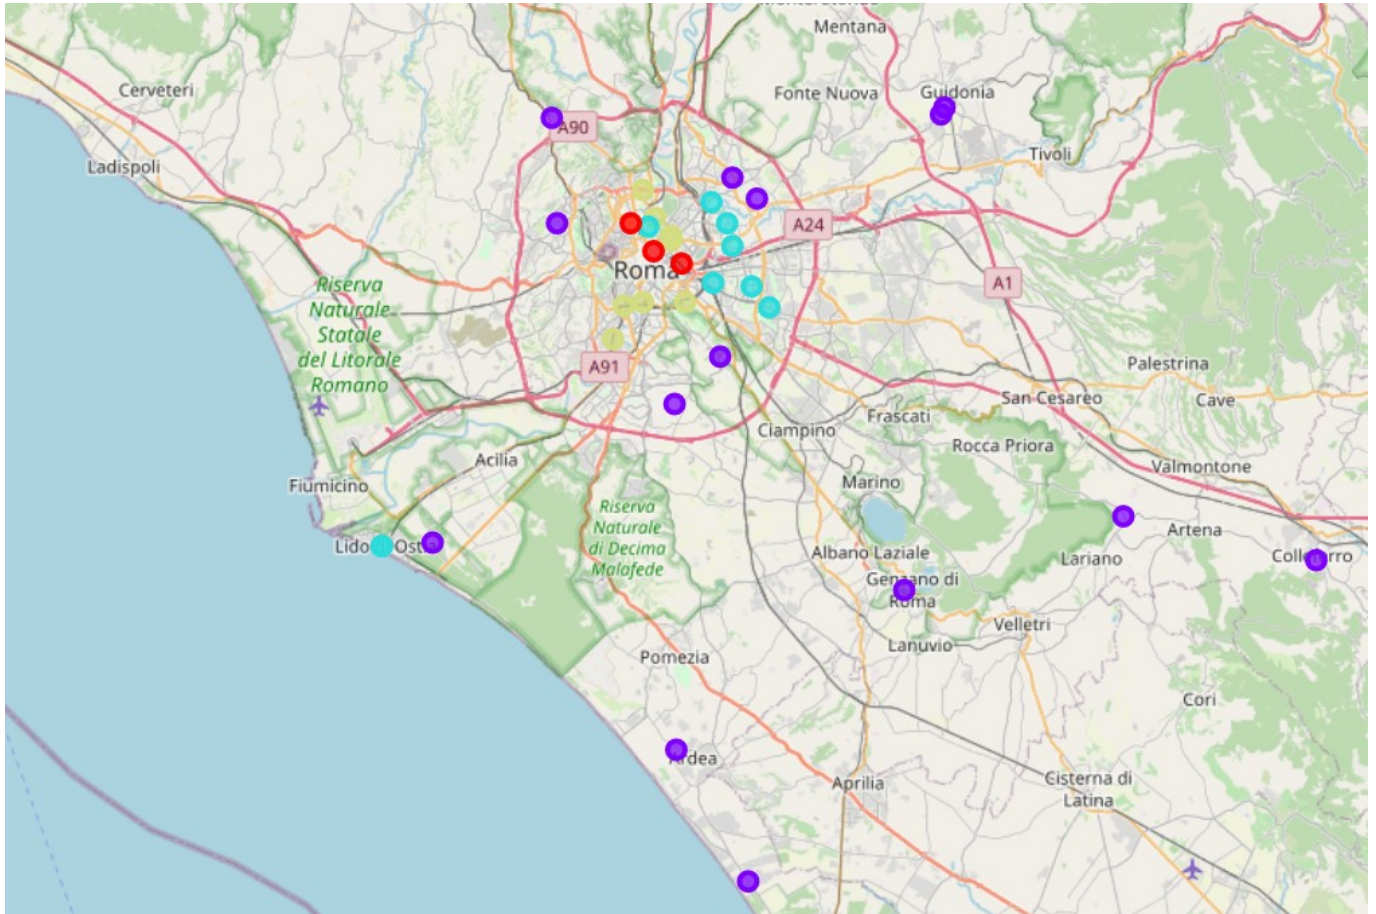 Mentana
Cerveteri
Fonte Nuova
Guidonia
A90
Tivoli
Ladispoli
A24
Roma
A1
Riserva
Naturale
Statale
del Litorale
Romano
A91
Palestrina
San Cesareo
Cave
Frascati
Ciampino
Rocca Priora
Acilia
Valmontone
Fiumicino
Marino
Riserva
Naturale
di Decima
Malafede
Artena
Lido Ost
Albano Laziale
Lariano
Genzano di
Roma
Velletri
Lanuvio
Pomezia
Cori
Ardea
Aprilia
Cisterna di
Latina